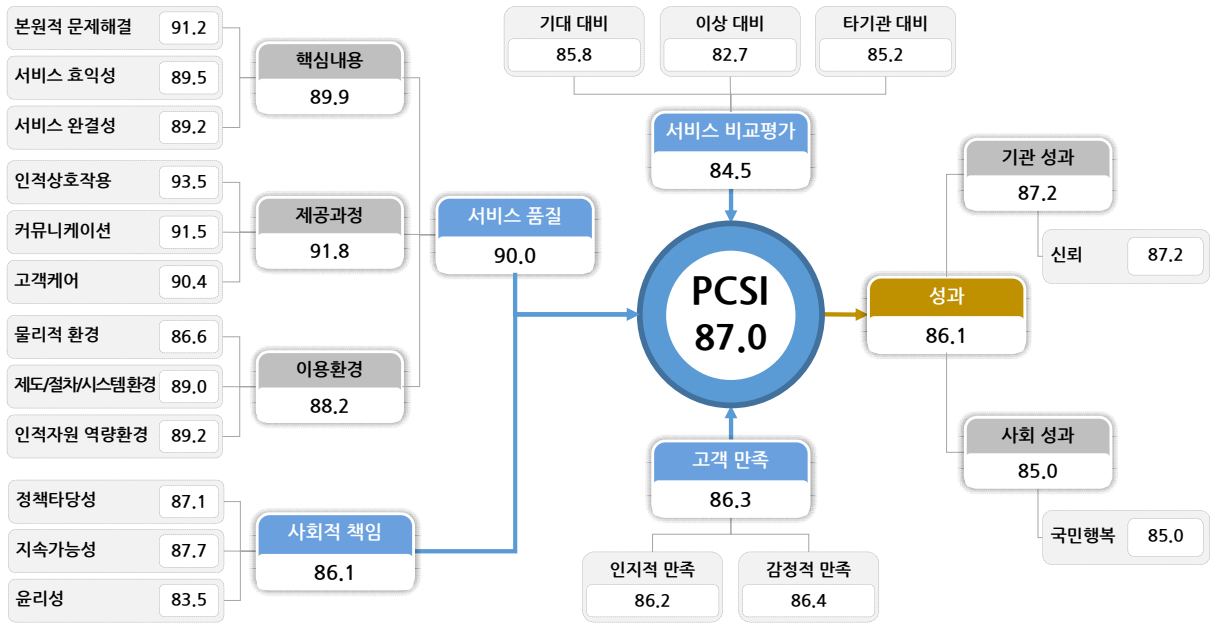 본원적 문제해결 91.2
서비스 효익성 89.5
서비스 완결성 89.2
핵심내용
89.9
인적상호작용 93.5
커뮤니케이션 91.5
고객케어 90.4
제공과정
91.8
물리적 환경 86.6
제도/절차/시스템환경 89.0
인적자원 역량환경 89.2
이용환경
88.2
서비스 품질
90.0
정책타당성 87.1
지속가능성 87.7
윤리성 83.5
사회적 책임
86.1
기대 대비
85.8
이상 대비
82.7
타기관 대비
85.2
서비스 비교평가
84.5
PCSI
87.0
고객 만족
86.3
인지적 만족
86.2
감정적 만족
86.4
성과
86.1
기관 성과
87.2
신뢰 87.2
사회 성과
85.0
국민행복 85.0